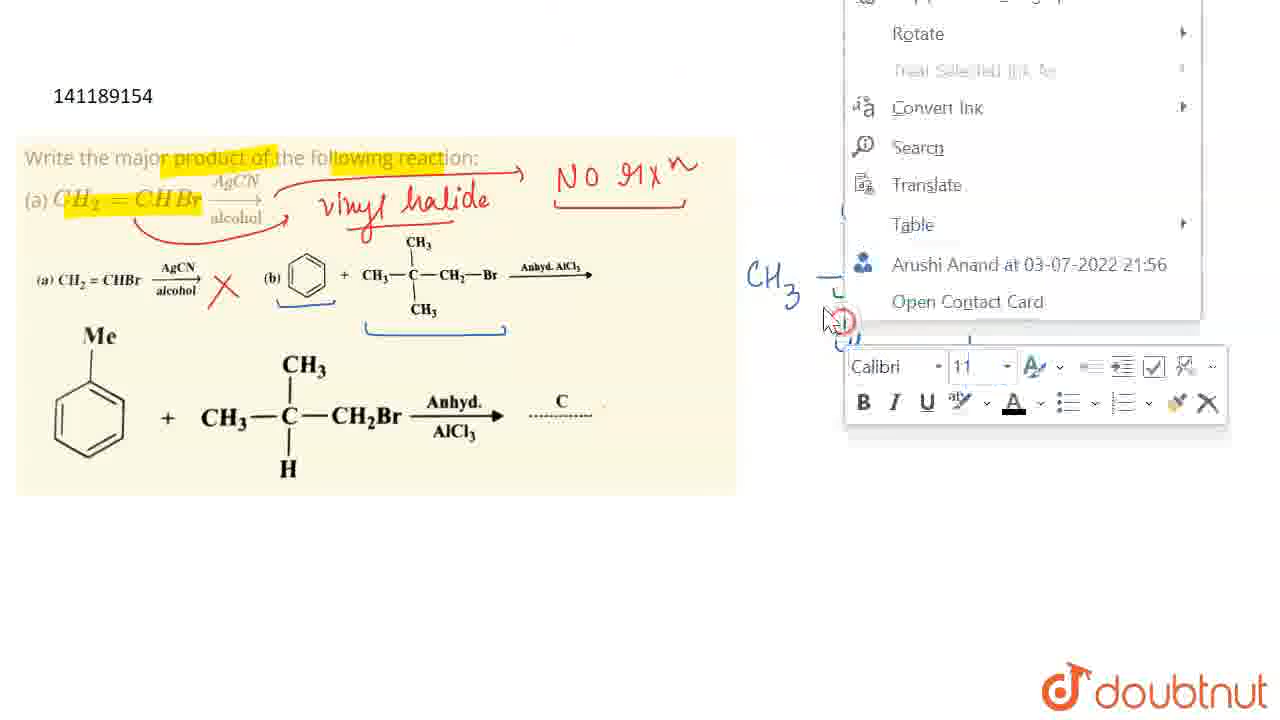 141189154
Write the major product of the following reaction:
(a) CH2 = CHBr AgCN alcohol
vinyl halide
No rxn
(a) CH2 = CHBr AgCN alcohol X (b) + CH3—C—CH2—Br Anhyd. AlCl3
CH3
CH3
Me
+ CH3—C—CH2Br Anhyd. AlCl3 C
CH3
H
CH3 —
Rotate
Convert Ink
Search
Translate
Table
Arushi Anand at 03-07-2022 21:56
Open Contact Card
Calibri 11 A
B I U ab A
doubtnut